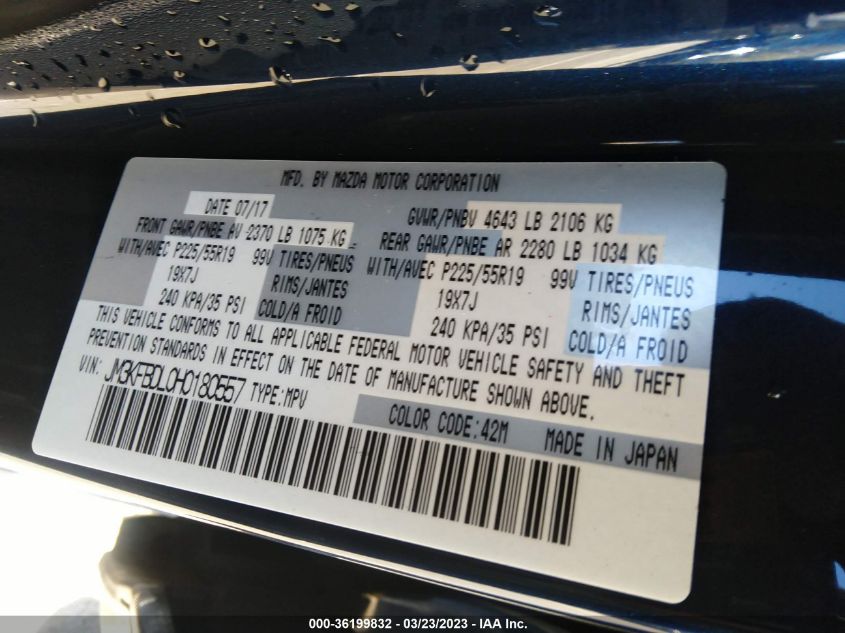 MFD. BY MAZDA MOTOR CORPORATION
DATE 07/17 GVWR/PNBV 4643 LB 2106 KG
FRONT GAWR/PNBE AV 2370 LB 1075 KG REAR GAWR/PNBE AR 2280 LB 1034 KG
WITH/AVEC P225/55R19 99V TIRES/PNEUS WITH/AVEC P225/55R19 99V TIRES/PNEUS
19X7J RIMS/JANTES 19X7J RIMS/JANTES
240 KPA/35 PSI COLD/A FROID 240 KPA/35 PSI COLD/A FROID
THIS VEHICLE CONFORMS TO ALL APPLICABLE FEDERAL MOTOR VEHICLE SAFETY AND THEFT
PREVENTION STANDARDS IN EFFECT ON THE DATE OF MANUFACTURE SHOWN ABOVE.
VIN: JM3KFBDL0H0180557 TYPE:MPV
COLOR CODE:42M MADE IN JAPAN
000-36199832 - 03/23/2023 - IAA Inc.